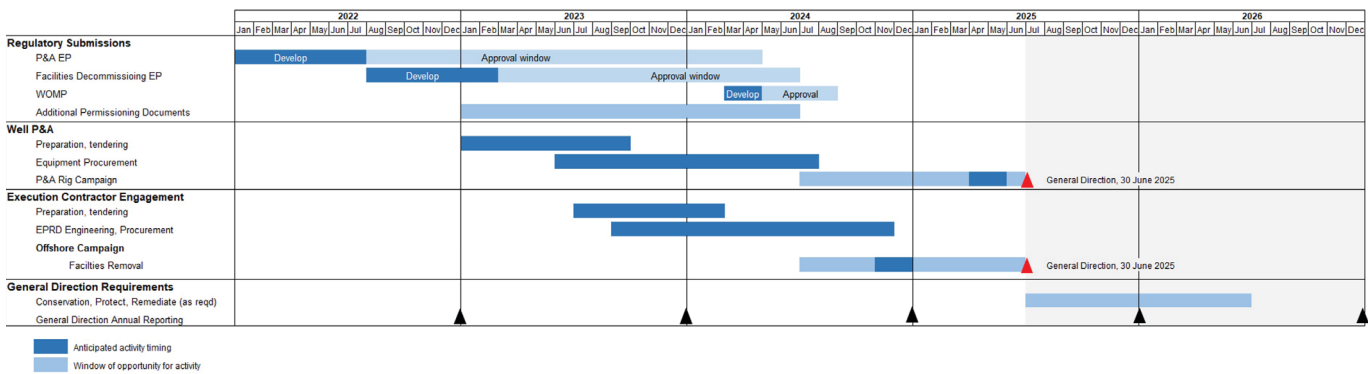 2022 2023 2024 2025 2026
Jan Feb Mar Apr May Jun Jul Aug Sep Oct Nov Dec Jan Feb Mar Apr May Jun Jul Aug Sep Oct Nov Dec Jan Feb Mar Apr May Jun Jul Aug Sep Oct Nov Dec Jan Feb Mar Apr May Jun Jul Aug Sep Oct Nov Dec Jan Feb Mar Apr May Jun Jul Aug Sep Oct Nov Dec
Regulatory Submissions
P&A EP Develop Approval window
Facilities Decommissioing EP Develop Approval window
WOMP Develop Approval
Additional Permissioning Documents
Well P&A
Preparation, tendering
Equipment Procurement
P&A Rig Campaign General Direction, 30 June 2025
Execution Contractor Engagement
Preparation, tendering
EPRD Engineering, Procurement
Offshore Campaign
Facilties Removal General Direction, 30 June 2025
General Direction Requirements
Conservation, Protect, Remediate (as reqd)
General Direction Annual Reporting
Anticipated activity timing
Window of opportunity for activity